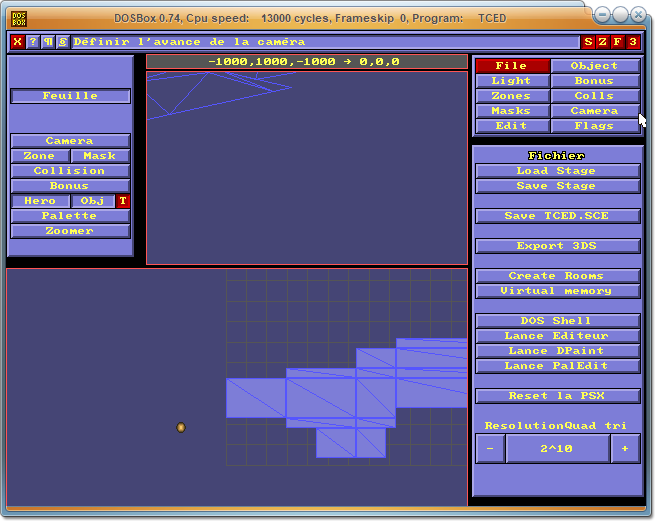 DOS BOX
DOSBox 0.74, Cpu speed: 13000 cycles, Frameskip 0, Program: TCED
X ? ¶ Définir l'avance de la caméra S Z F 3
-1000,1000,-1000 → 0,0,0
Feuille
Camera
Zone Mask
Collision
Bonus
Hero Obj T
Palette
Zoomer
File Object
Light Bonus
Zones Colls
Masks Camera
Edit Flags
Fichier
Load Stage
Save Stage
Save TCED.SCE
Export 3DS
Create Rooms
Virtual memory
DOS Shell
Lance Editeur
Lance DPaint
Lance PalEdit
Reset la PSX
ResolutionQuad tri
- 2^10 +